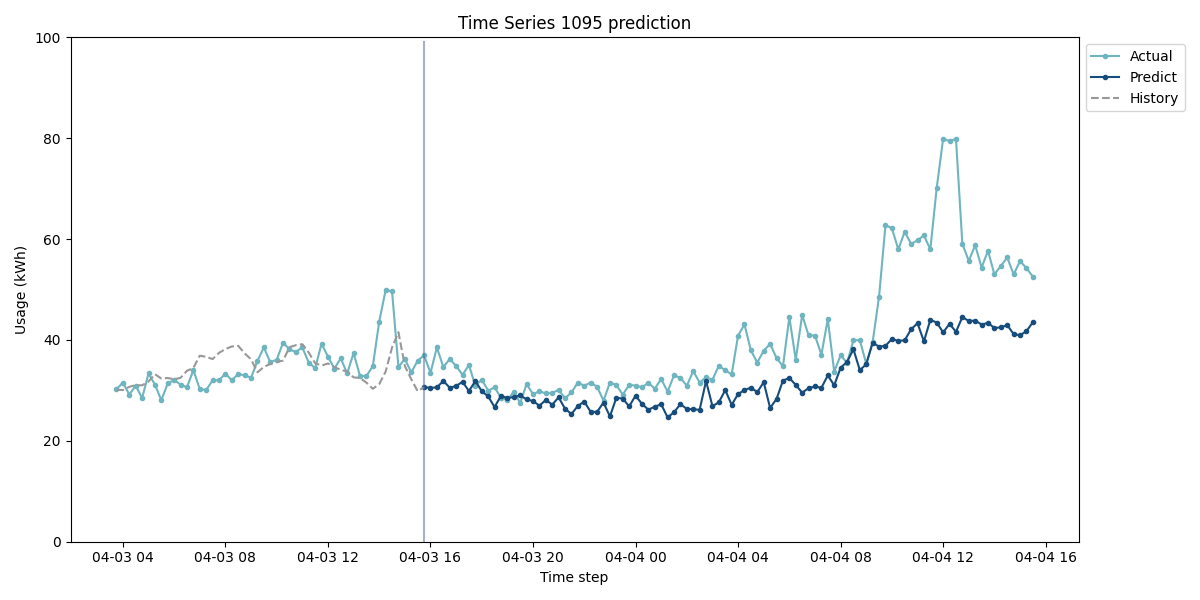 Time Series 1095 prediction
100
80
60
40
20
0
Usage (kWh)
04-03 04
04-03 08
04-03 12
04-03 16
04-03 20
04-04 00
04-04 04
04-04 08
04-04 12
04-04 16
Time step
Actual
Predict
History